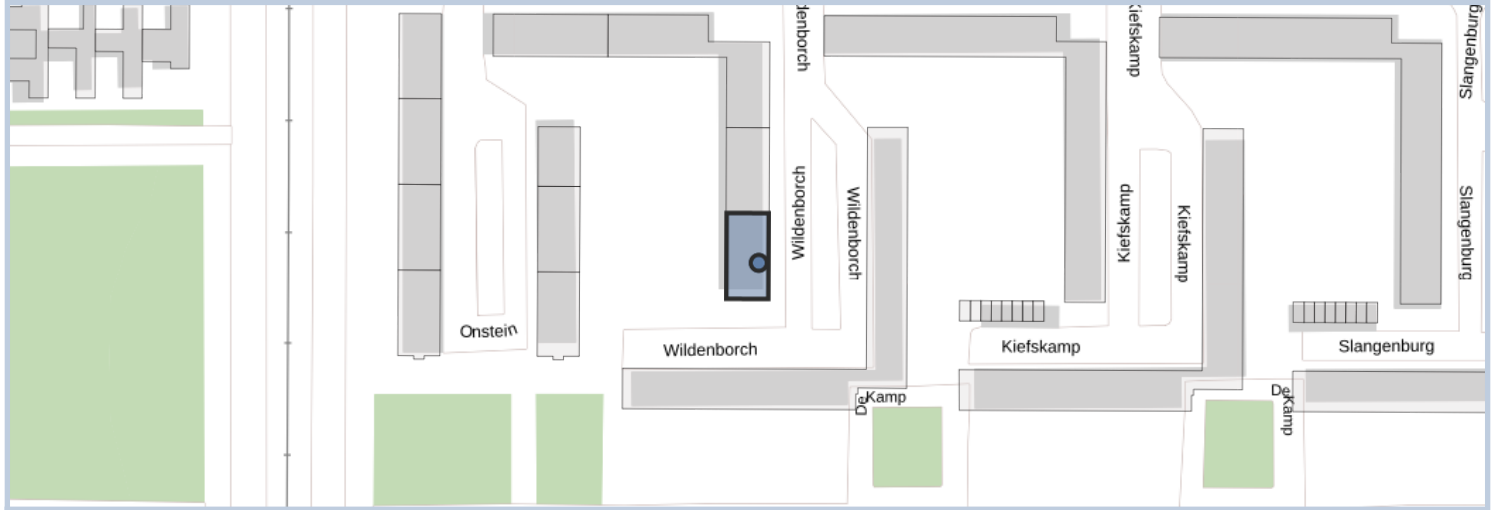 denborch
Kiefskamp
Slangenburg
Wildenborch
Wildenborch
Kiefskamp
Kiefskamp
Slangenburg
Onstein
Wildenborch
Kiefskamp
Slangenburg
De Kamp
De Kamp